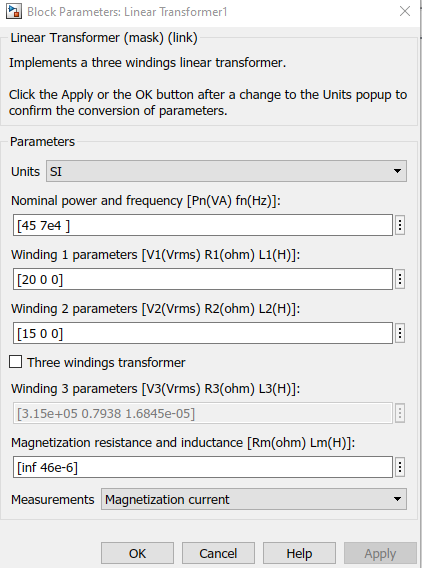 Block Parameters: Linear Transformer1
Linear Transformer (mask) (link)
Implements a three windings linear transformer.
Click the Apply or the OK button after a change to the Units popup to
confirm the conversion of parameters.
Parameters
Units SI
Nominal power and frequency [Pn(VA) fn(Hz)]:
[45 7e4 ]
Winding 1 parameters [V1(Vrms) R1(ohm) L1(H)]:
[20 0 0]
Winding 2 parameters [V2(Vrms) R2(ohm) L2(H)]:
[15 0 0]
Three windings transformer
Winding 3 parameters [V3(Vrms) R3(ohm) L3(H)]:
[3.15e+05 0.7938 1.6845e-05]
Magnetization resistance and inductance [Rm(ohm) Lm(H)]:
[inf 46e-6]
Measurements Magnetization current
OK Cancel Help Apply